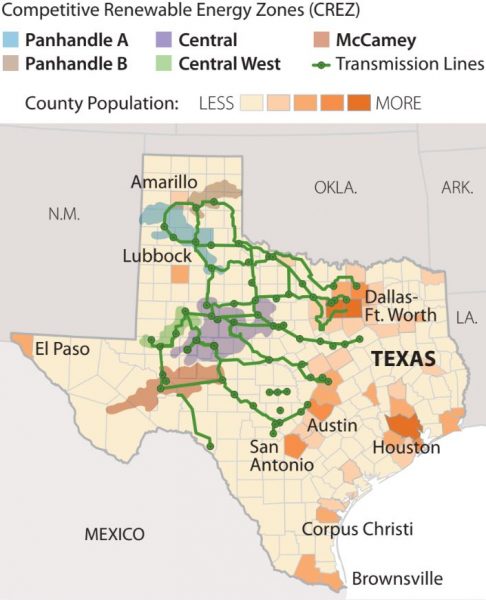 Competitive Renewable Energy Zones (CREZ)
Panhandle A
Central
McCamey
Panhandle B
Central West
Transmission Lines
County Population:
LESS
MORE
Amarillo
OKLA.
ARK.
N.M.
Lubbock
Dallas-
Ft. Worth
LA.
El Paso
TEXAS
Austin
San
Antonio
Houston
MEXICO
Corpus Christi
Brownsville